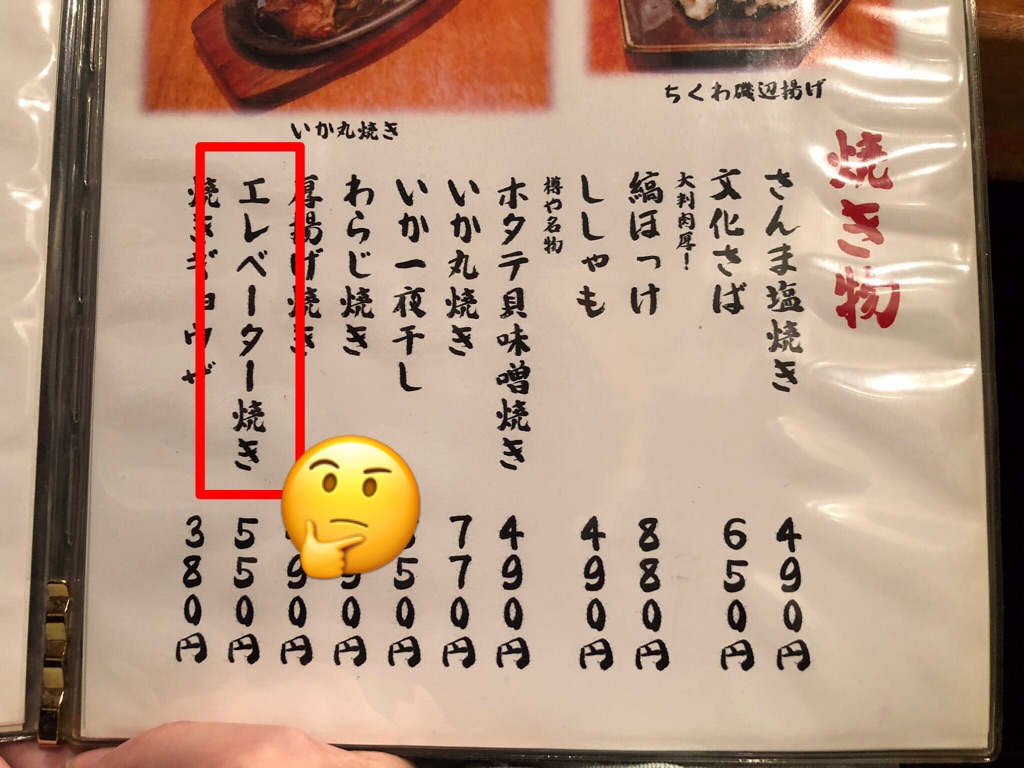 ちくわ磯辺揚げ
いか丸焼き
焼き物
さんま塩焼き 490円
文化さば 650円
大判肉厚!
縞ほっけ 880円
ししゃも 490円
樽や名物
ホタテ貝味噌焼き 490円
いか丸焼き 770円
いか一夜干し
わらじ焼き
厚揚げ焼き
エレベーター焼き 550円
焼きギョウザ 380円